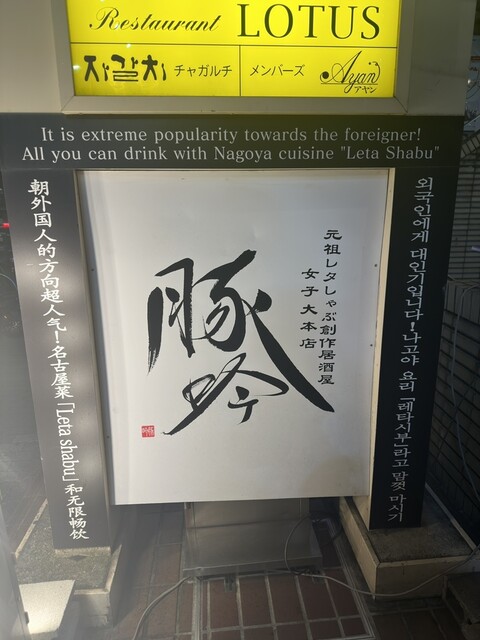 Restaurant LOTUS
자갈치 チャガルチ
メンバーズ Ayan
アヤン
It is extreme popularity towards the foreigner!
All you can drink with Nagoya cuisine "Leta Shabu"
朝外国人的方向超人气！名古屋菜「Leta shabu」和无限畅饮
元祖レタしゃぶ創作居酒屋
女子大本店
豚吟
외국인에게 대인기입니다！나고야 요리「레타시부」라고 맘껏 마시기